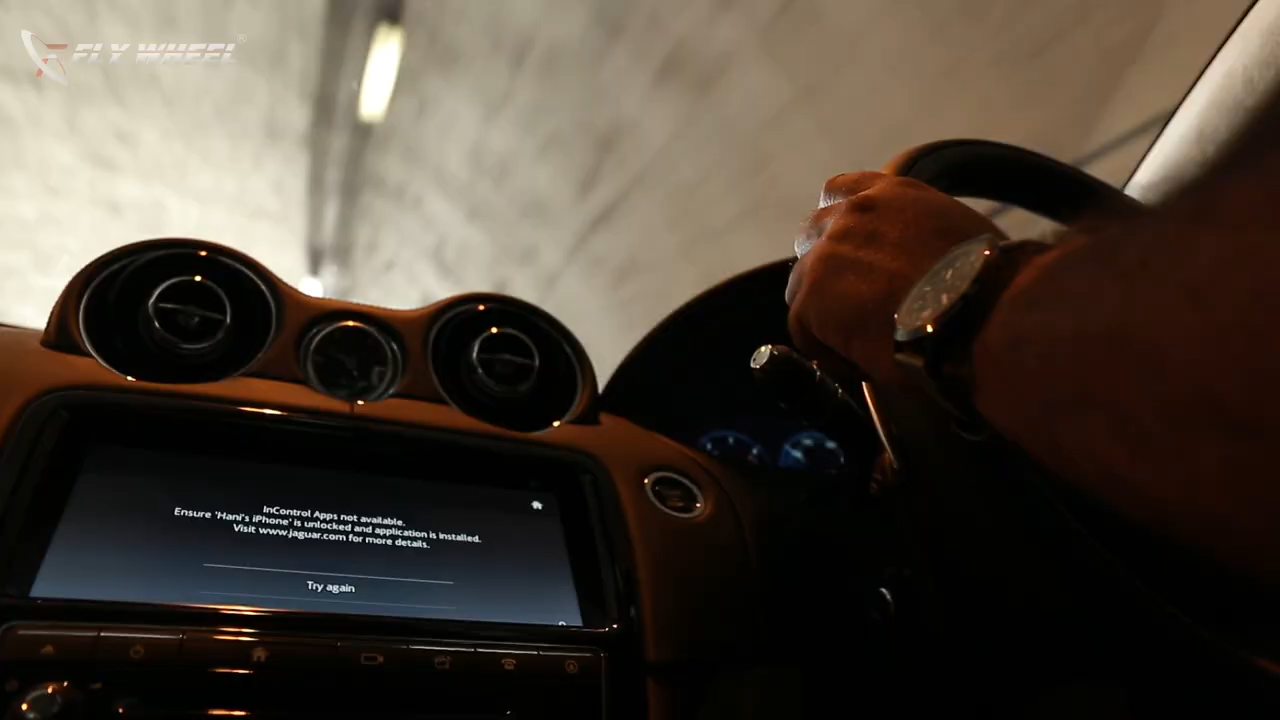 FLY WHEEL®
InControl Apps not available.
Ensure 'Hani's iPhone' is unlocked and application is installed.
Visit www.jaguar.com for more details.
Try again